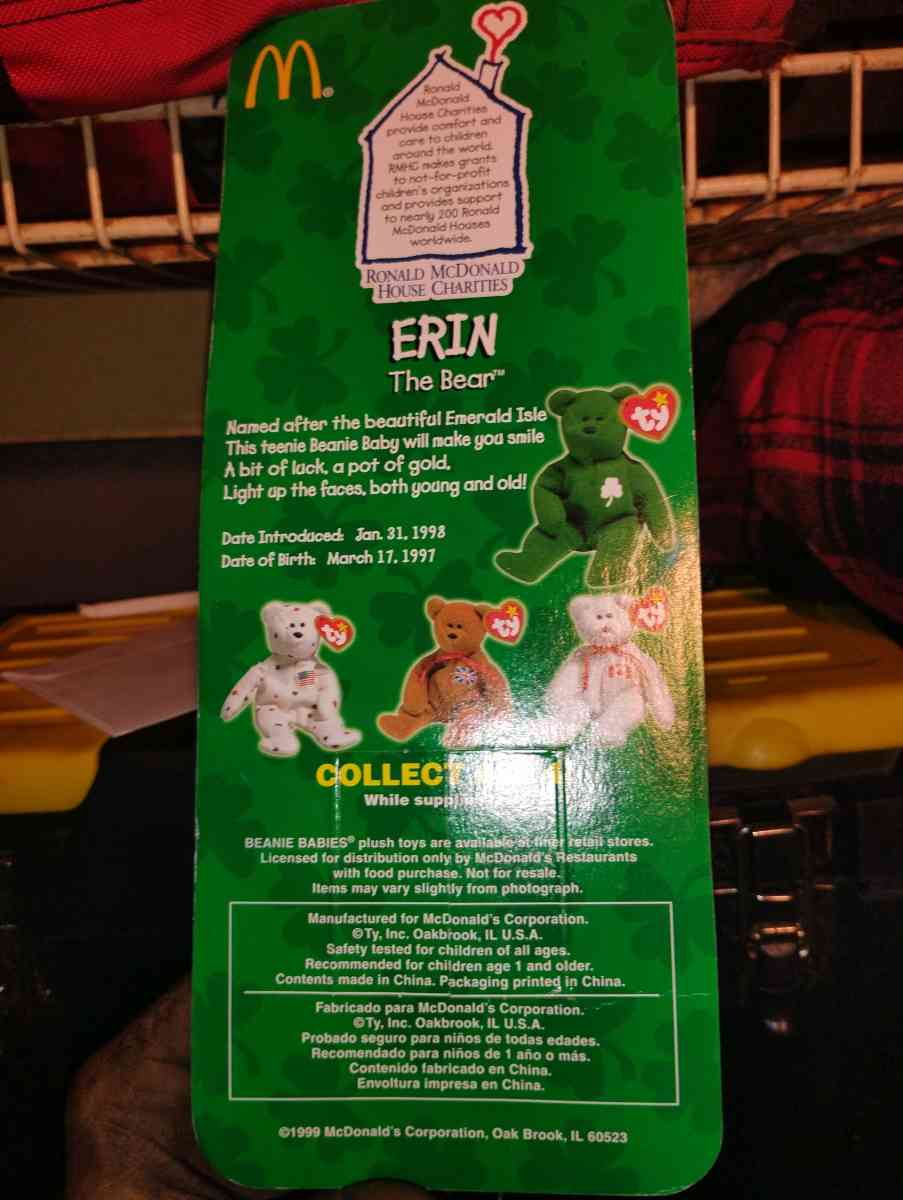 M®
Ronald
McDonald
House Charities
provide comfort and
care to children
around the world.
RMHC makes grants
to not-for-profit
children's organizations
and provides support
to nearly 200 Ronald
McDonald Houses
worldwide.
RONALD MCDONALD
HOUSE CHARITIES
ERIN
The Bear™
Named after the beautiful Emerald Isle
This teenie Beanie Baby will make you smile
A bit of luck, a pot of gold,
Light up the faces, both young and old!
ty
Date Introduced: Jan. 31, 1998
Date of Birth: March 17, 1997
ty
ty
ty
COLLECT
While
BEANIE BABIES® plush toys are available at finer retail stores.
Licensed for distribution only by McDonald's Restaurants
with food purchase. Not for resale.
Items may vary slightly from photograph.
Manufactured for McDonald's Corporation.
©Ty, Inc. Oakbrook, IL U.S.A.
Safety tested for children of all ages.
Recommended for children age 1 and older.
Contents made in China. Packaging printed in China.
Fabricado para McDonald's Corporation.
©Ty, Inc. Oakbrook, IL U.S.A.
Probado seguro para niños de todas edades.
Recomendado para niños de 1 año o más.
Contenido fabricado en China.
Envoltura impresa en China.
©1999 McDonald's Corporation, Oak Brook, IL 60523